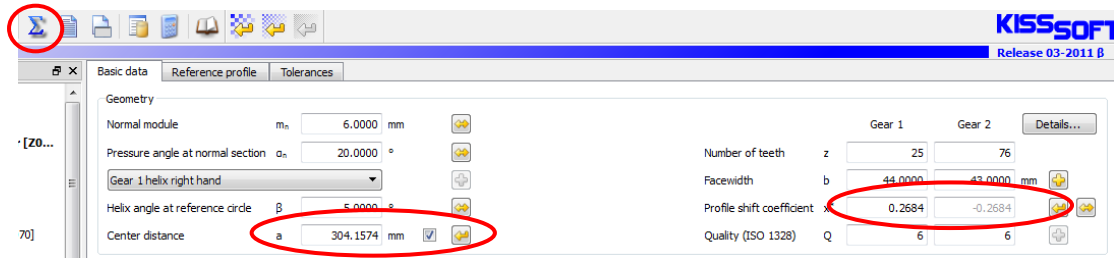 KISSSOFT
Release 03-2011 β
Basic data Reference profile Tolerances
Geometry
Normal module mn 6.0000 mm Gear 1 Gear 2 Details...
· [Z0...
Pressure angle at normal section αn 20.0000 ° Number of teeth z 25 76
Gear 1 helix right hand Facewidth b 44.0000 43.0000 mm
Helix angle at reference circle β 5.0000 ° Profile shift coefficient x* 0.2684 -0.2684
70] Center distance a 304.1574 mm Quality (ISO 1328) Q 6 6